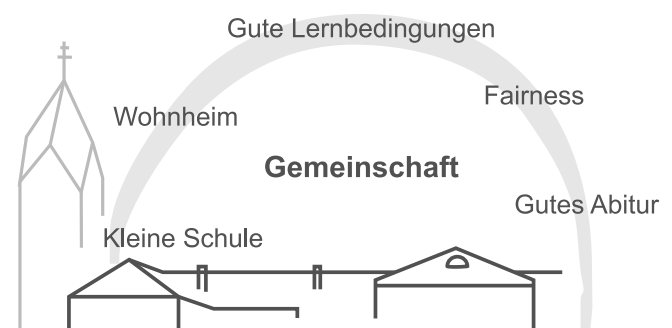 Gute Lernbedingungen
Fairness
Wohnheim
Gemeinschaft
Gutes Abitur
Kleine Schule